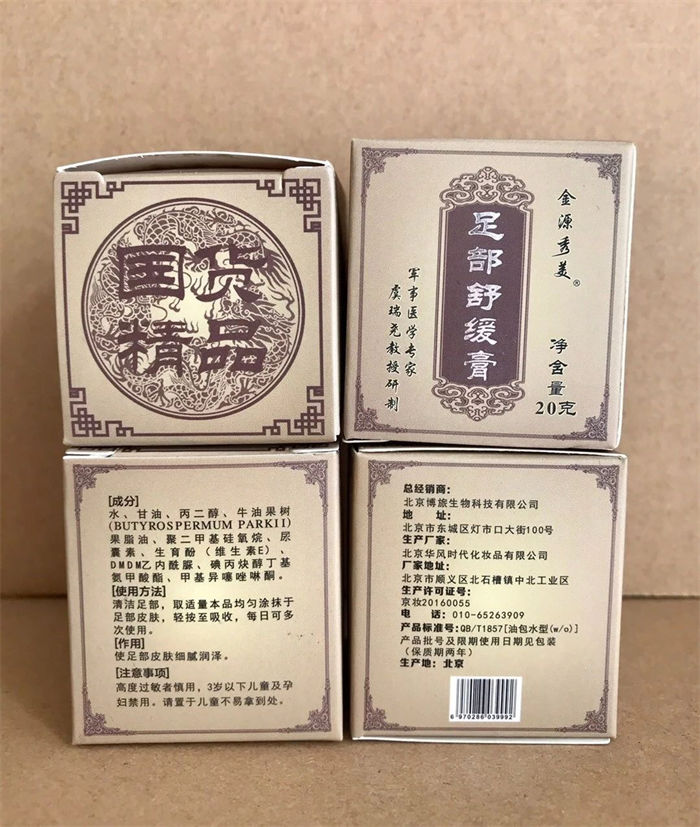 国货
精品
金源秀美®
足部舒缓膏
军事医学专家
虞瑞尧教授研制
净含量
20克
[成分]
水、甘油、丙二醇、牛油果树
(BUTYROSPERMUM PARKII)
果脂油、聚二甲基硅氧烷、尿
囊素、生育酚（维生素E）、
DMDM乙内酰脲、碘丙炔醇丁基
氨甲酸酯、甲基异噻唑啉酮。
[使用方法]
清洁足部，取适量本品均匀涂抹于
足部皮肤，轻按至吸收，每日可多
次使用。
[作用]
使足部皮肤细腻润泽。
[注意事项]
高度过敏者慎用，3岁以下儿童及孕
妇禁用。请置于儿童不易拿到处。
总经销商：
北京博旅生物科技有限公司
地　址：
北京市东城区灯市口大街100号
生产厂家：
北京华风时代化妆品有限公司
厂家地址：
北京市顺义区北石槽镇中北工业区
生产许可证号：
京妆20160055
电　话：010-65263909
产品标准号：QB/T1857[油包水型(w/o)]
产品批号及限期使用日期见包装
（保质期两年）
生产地：北京
6 970286 039992